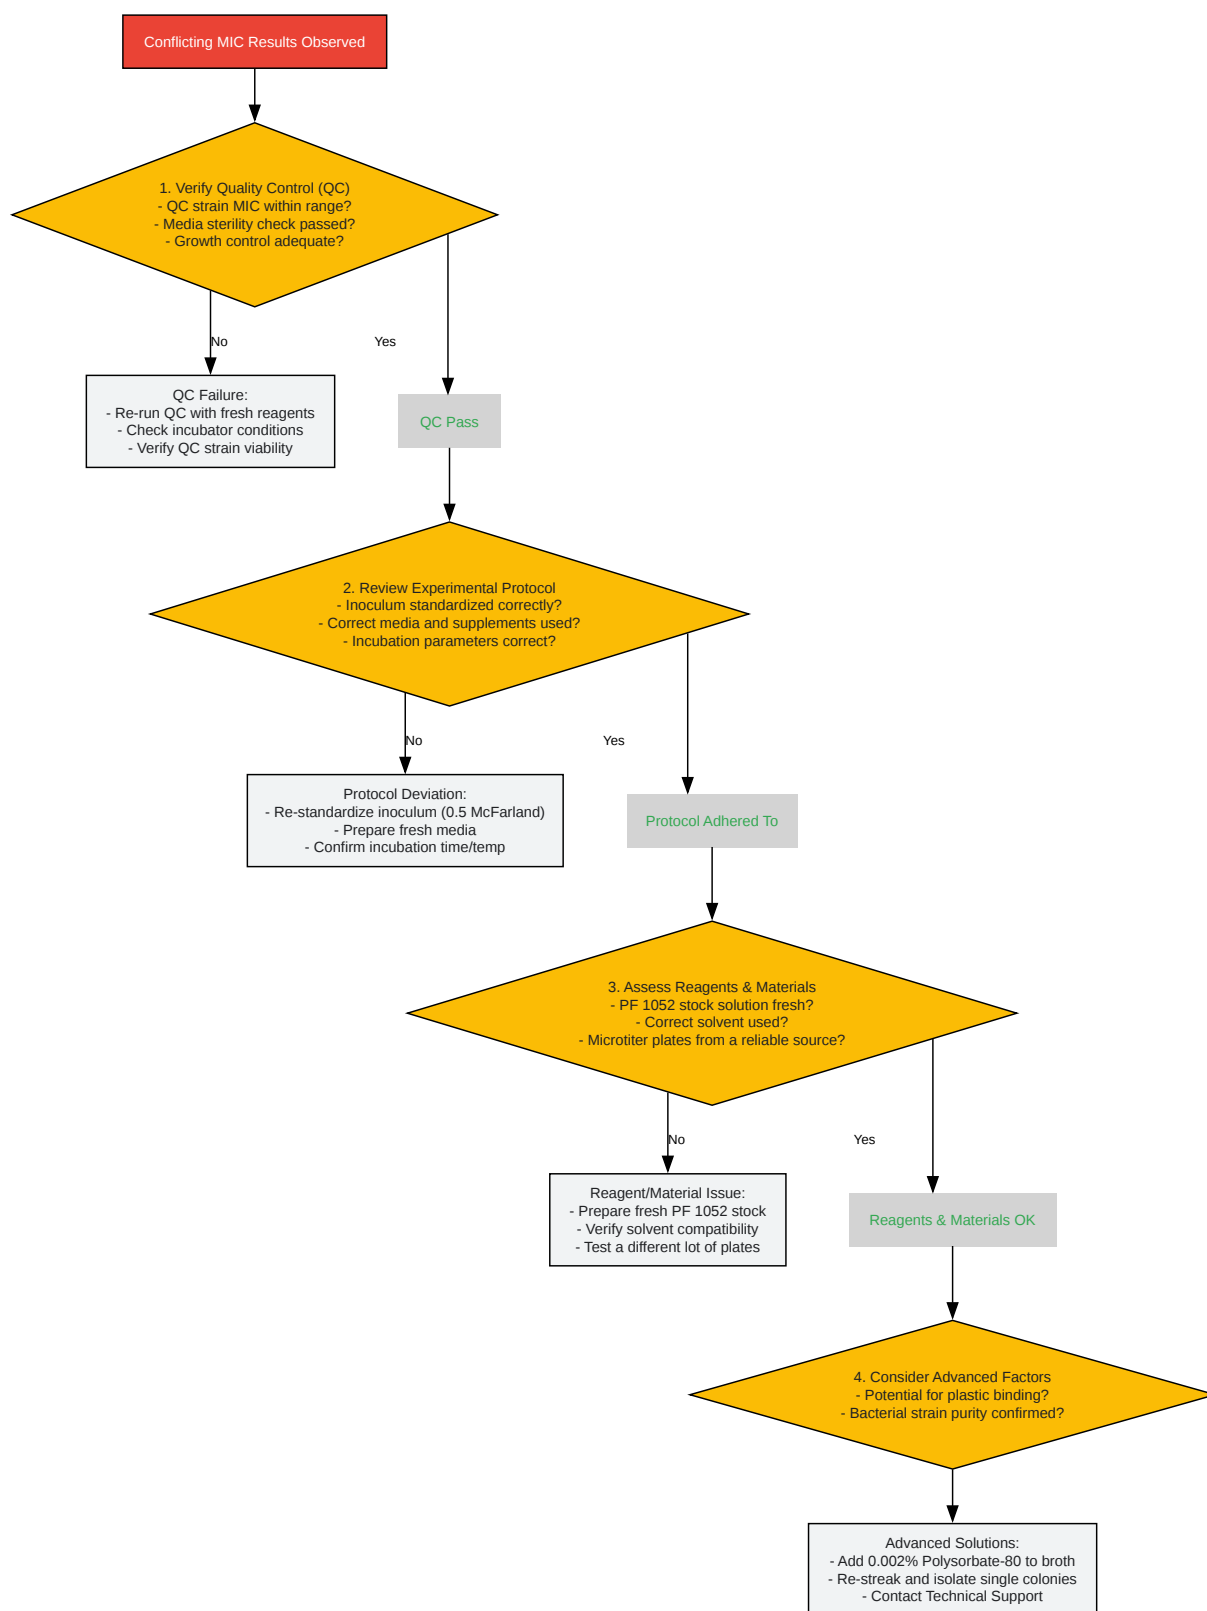 Conflicting MIC Results Observed
1. Verify Quality Control (QC)
- QC strain MIC within range?
- Media sterility check passed?
- Growth control adequate?
No
Yes
QC Failure:
- Re-run QC with fresh reagents
- Check incubator conditions
- Verify QC strain viability
QC Pass
2. Review Experimental Protocol
- Inoculum standardized correctly?
- Correct media and supplements used?
- Incubation parameters correct?
No
Yes
Protocol Deviation:
- Re-standardize inoculum (0.5 McFarland)
- Prepare fresh media
- Confirm incubation time/temp
Protocol Adhered To
3. Assess Reagents & Materials
- PF 1052 stock solution fresh?
- Correct solvent used?
- Microtiter plates from a reliable source?
No
Yes
Reagent/Material Issue:
- Prepare fresh PF 1052 stock
- Verify solvent compatibility
- Test a different lot of plates
Reagents & Materials OK
4. Consider Advanced Factors
- Potential for plastic binding?
- Bacterial strain purity confirmed?
Advanced Solutions:
- Add 0.002% Polysorbate-80 to broth
- Re-streak and isolate single colonies
- Contact Technical Support